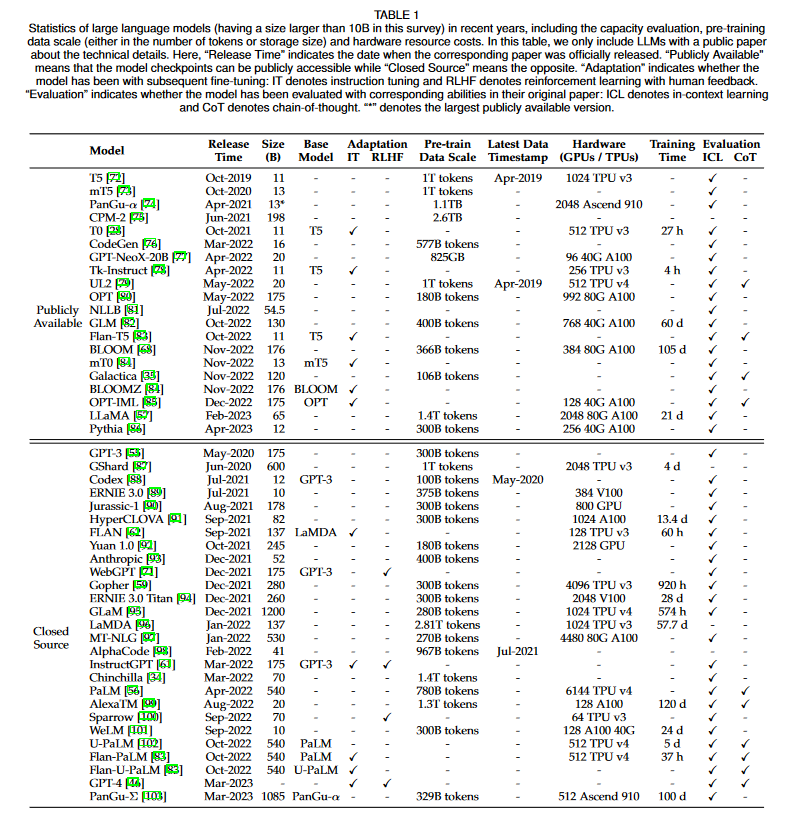 TABLE 1
Statistics of large language models (having a size larger than 10B in this survey) in recent years, including the capacity evaluation, pre-training
data scale (either in the number of tokens or storage size) and hardware resource costs. In this table, we only include LLMs with a public paper
about the technical details. Here, “Release Time” indicates the date when the corresponding paper was officially released. “Publicly Available”
means that the model checkpoints can be publicly accessible while “Closed Source” means the opposite. “Adaptation” indicates whether the
model has been with subsequent fine-tuning: IT denotes instruction tuning and RLHF denotes reinforcement learning with human feedback.
“Evaluation” indicates whether the model has been evaluated with corresponding abilities in their original paper: ICL denotes in-context learning
and CoT denotes chain-of-thought. “*” denotes the largest publicly available version.
Model Release Time Size (B) Base Model Adaptation IT RLHF Pre-train Data Scale Latest Data Timestamp Hardware (GPUs / TPUs) Training Time Evaluation ICL CoT
Publicly Available
T5 [72] Oct-2019 11 - - - 1T tokens Apr-2019 1024 TPU v3 - ✓ -
mT5 [73] Oct-2020 13 - - - 1T tokens - - - ✓ -
PanGu-α [74] Apr-2021 13* - - - 1.1TB - 2048 Ascend 910 - ✓ -
CPM-2 [75] Jun-2021 198 - - - 2.6TB - - - - -
T0 [28] Oct-2021 11 T5 ✓ - - - 512 TPU v3 27 h ✓ -
CodeGen [76] Mar-2022 16 - - - 577B tokens - - - ✓ -
GPT-NeoX-20B [77] Apr-2022 20 - - - 825GB - 96 40G A100 - ✓ -
Tk-Instruct [78] Apr-2022 11 T5 ✓ - - - 256 TPU v3 4 h ✓ -
UL2 [79] May-2022 20 - - - 1T tokens Apr-2019 512 TPU v4 - ✓ ✓
OPT [80] May-2022 175 - - - 180B tokens - 992 80G A100 - ✓ -
NLLB [81] Jul-2022 54.5 - - - - - - - ✓ -
GLM [82] Oct-2022 130 - - - 400B tokens - 768 40G A100 60 d ✓ -
Flan-T5 [83] Oct-2022 11 T5 ✓ - - - - - ✓ ✓
BLOOM [68] Nov-2022 176 - - - 366B tokens - 384 80G A100 105 d ✓ -
mT0 [84] Nov-2022 13 mT5 ✓ - - - - - ✓ -
Galactica [35] Nov-2022 120 - - - 106B tokens - - - ✓ ✓
BLOOMZ [84] Nov-2022 176 BLOOM ✓ - - - - - ✓ -
OPT-IML [85] Dec-2022 175 OPT ✓ - - - 128 40G A100 - ✓ ✓
LLaMA [57] Feb-2023 65 - - - 1.4T tokens - 2048 80G A100 21 d ✓ -
Pythia [86] Apr-2023 12 - - - 300B tokens - 256 40G A100 - ✓ -
Closed Source
GPT-3 [55] May-2020 175 - - - 300B tokens - - - ✓ -
GShard [87] Jun-2020 600 - - - 1T tokens - 2048 TPU v3 4 d - -
Codex [88] Jul-2021 12 GPT-3 - - 100B tokens May-2020 - - ✓ -
ERNIE 3.0 [89] Jul-2021 10 - - - 375B tokens - 384 V100 - ✓ -
Jurassic-1 [90] Aug-2021 178 - - - 300B tokens - 800 GPU - ✓ -
HyperCLOVA [91] Sep-2021 82 - - - 300B tokens - 1024 A100 13.4 d ✓ -
FLAN [62] Sep-2021 137 LaMDA ✓ - - - 128 TPU v3 60 h ✓ -
Yuan 1.0 [92] Oct-2021 245 - - - 180B tokens - 2128 GPU - ✓ -
Anthropic [93] Dec-2021 52 - - - 400B tokens - - - ✓ -
WebGPT [71] Dec-2021 175 GPT-3 - ✓ - - - - ✓ -
Gopher [59] Dec-2021 280 - - - 300B tokens - 4096 TPU v3 920 h ✓ -
ERNIE 3.0 Titan [94] Dec-2021 260 - - - 300B tokens - 2048 V100 28 d ✓ -
GLaM [95] Dec-2021 1200 - - - 280B tokens - 1024 TPU v4 574 h ✓ -
LaMDA [96] Jan-2022 137 - - - 2.81T tokens - 1024 TPU v3 57.7 d - -
MT-NLG [97] Jan-2022 530 - - - 270B tokens - 4480 80G A100 - ✓ -
AlphaCode [98] Feb-2022 41 - - - 967B tokens Jul-2021 - - - -
InstructGPT [61] Mar-2022 175 GPT-3 ✓ ✓ - - - - ✓ -
Chinchilla [34] Mar-2022 70 - - - 1.4T tokens - - - ✓ -
PaLM [56] Apr-2022 540 - - - 780B tokens - 6144 TPU v4 - ✓ ✓
AlexaTM [99] Aug-2022 20 - - - 1.3T tokens - 128 A100 120 d ✓ ✓
Sparrow [100] Sep-2022 70 - - ✓ - - 64 TPU v3 - ✓ -
WeLM [101] Sep-2022 10 - - - 300B tokens - 128 A100 40G 24 d ✓ -
U-PaLM [102] Oct-2022 540 PaLM - - - - 512 TPU v4 5 d ✓ ✓
Flan-PaLM [83] Oct-2022 540 PaLM ✓ - - - 512 TPU v4 37 h ✓ ✓
Flan-U-PaLM [83] Oct-2022 540 U-PaLM ✓ - - - - - ✓ ✓
GPT-4 [46] Mar-2023 - - ✓ ✓ - - - - ✓ ✓
PanGu-Σ [103] Mar-2023 1085 PanGu-α - - 329B tokens - 512 Ascend 910 100 d ✓ -